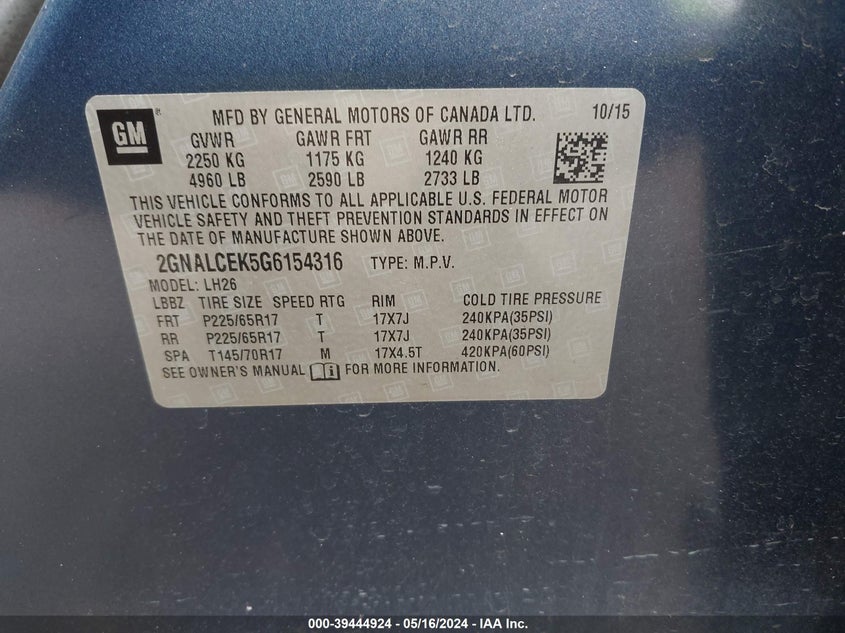 GM ® MFD BY GENERAL MOTORS OF CANADA LTD. 10/15
GVWR GAWR FRT GAWR RR
2250 KG 1175 KG 1240 KG
4960 LB 2590 LB 2733 LB
THIS VEHICLE CONFORMS TO ALL APPLICABLE U.S. FEDERAL MOTOR
VEHICLE SAFETY AND THEFT PREVENTION STANDARDS IN EFFECT ON
THE DATE OF MANUFACTURE SHOWN ABOVE.
2GNALCEK5G6154316 TYPE: M.P.V.
MODEL: LH26
LBBZ TIRE SIZE SPEED RTG RIM COLD TIRE PRESSURE
FRT P225/65R17 T 17X7J 240KPA(35PSI)
RR P225/65R17 T 17X7J 240KPA(35PSI)
SPA T145/70R17 M 17X4.5T 420KPA(60PSI)
SEE OWNER'S MANUAL FOR MORE INFORMATION.
000-39444924 - 05/16/2024 - IAA Inc.